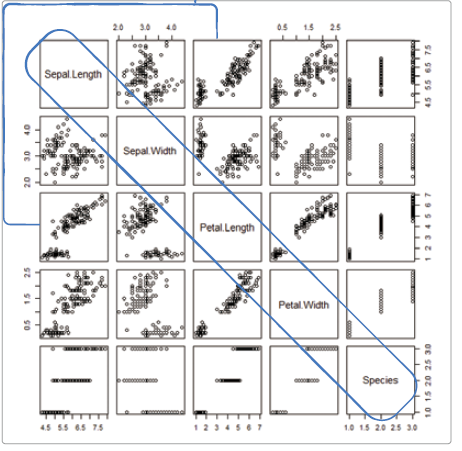 2.0 3.0 4.0 0.5 1.5 2.5
Sepal.Length
4.5 5.5 6.5 7.5
2.0 3.0 4.0
Sepal.Width
Petal.Length
1 2 3 4 5 6 7
0.5 1.5 2.5
Petal.Width
Species
1.0 1.5 2.0 2.5 3.0
4.5 5.5 6.5 7.5 1 2 3 4 5 6 7 1.0 2.0 3.0